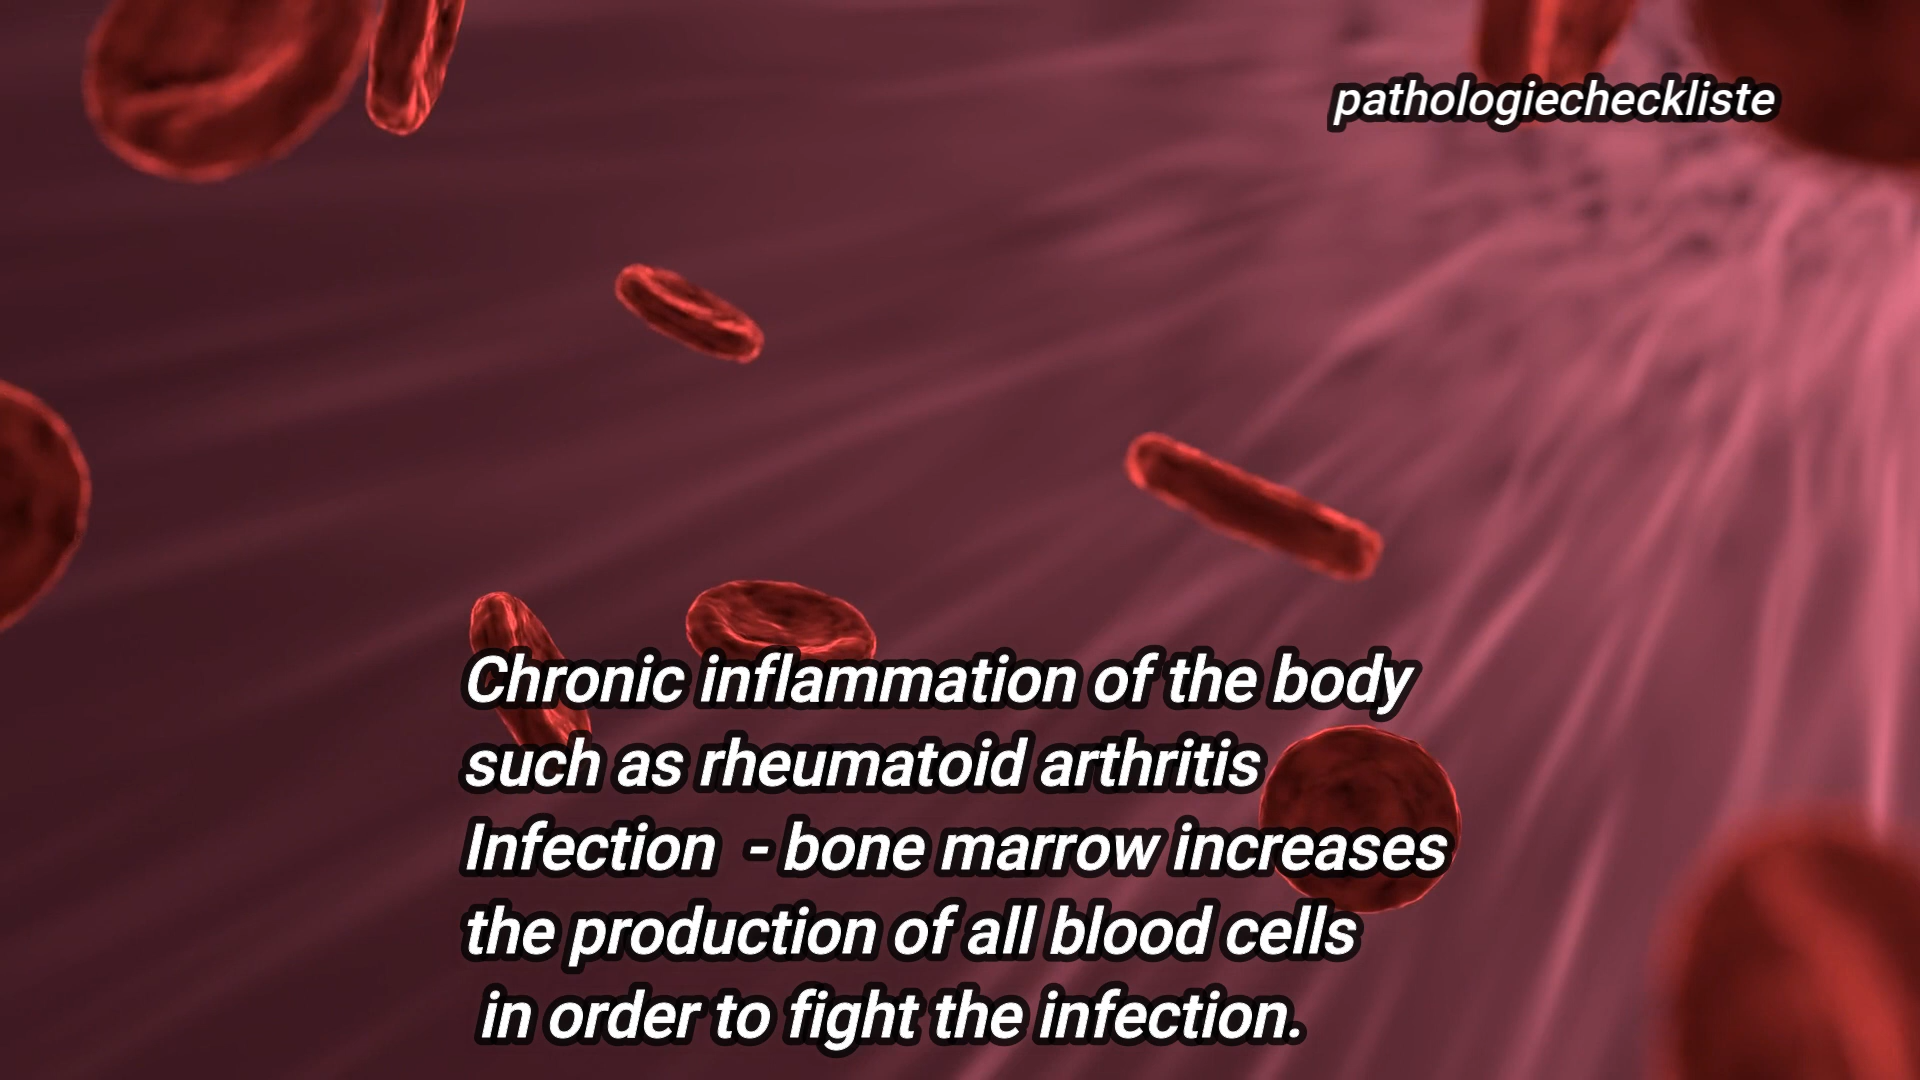 pathologiecheckliste
Chronic inflammation of the body
such as rheumatoid arthritis
Infection - bone marrow increases
the production of all blood cells
in order to fight the infection.